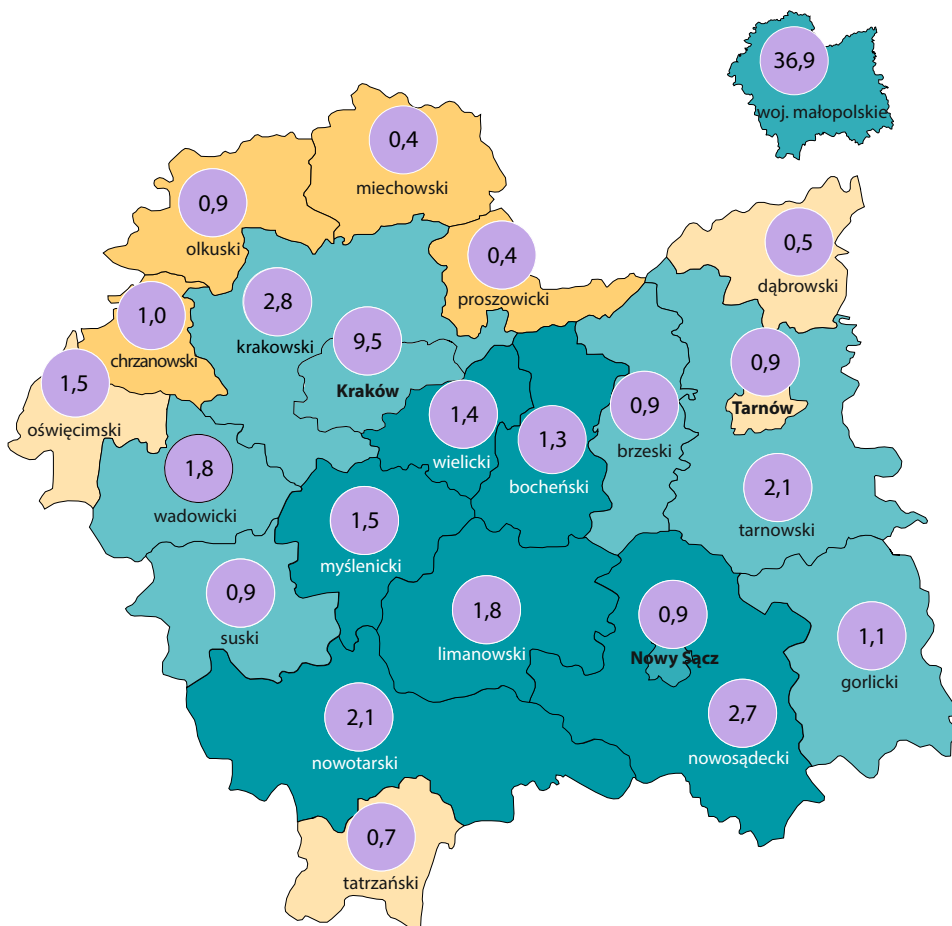 36,9
woj. małopolskie
0,4
miechowski
0,9
olkuski
0,5
dąbrowski
0,4
proszowicki
2,8
krakowski
1,0
chrzanowski
9,5
Kraków
0,9
Tarnów
1,5
oświęcimski
1,4
wielicki
1,3
bocheński
0,9
brzeski
1,8
wadowicki
2,1
tarnowski
1,5
myślenicki
0,9
suski
1,8
limanowski
0,9
Nowy Sącz
1,1
gorlicki
2,1
nowotarski
2,7
nowosądecki
0,7
tatrzański